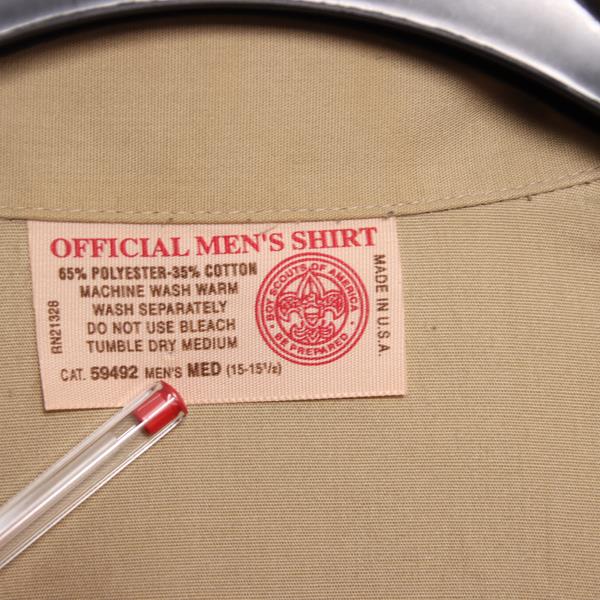 OFFICIAL MEN'S SHIRT
65% POLYESTER-35% COTTON
MACHINE WASH WARM
WASH SEPARATELY
DO NOT USE BLEACH
TUMBLE DRY MEDIUM
CAT. 59492 MEN'S MED (15-15½)
RN21328
BOY SCOUTS OF AMERICA
BE PREPARED
MADE IN U.S.A.